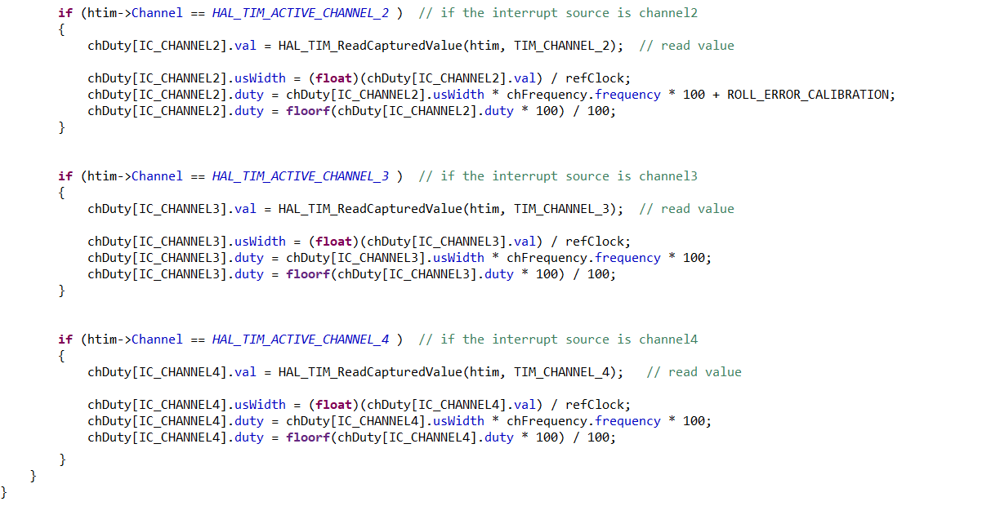 if (htim->Channel == HAL_TIM_ACTIVE_CHANNEL_2 )  // if the interrupt source is channel2
{
chDuty[IC_CHANNEL2].val = HAL_TIM_ReadCapturedValue(htim, TIM_CHANNEL_2);  // read value
chDuty[IC_CHANNEL2].usWidth = (float)(chDuty[IC_CHANNEL2].val) / refClock;
chDuty[IC_CHANNEL2].duty = chDuty[IC_CHANNEL2].usWidth * chFrequency.frequency * 100 + ROLL_ERROR_CALIBRATION;
chDuty[IC_CHANNEL2].duty = floorf(chDuty[IC_CHANNEL2].duty * 100) / 100;
}
if (htim->Channel == HAL_TIM_ACTIVE_CHANNEL_3 )  // if the interrupt source is channel3
{
chDuty[IC_CHANNEL3].val = HAL_TIM_ReadCapturedValue(htim, TIM_CHANNEL_3);  // read value
chDuty[IC_CHANNEL3].usWidth = (float)(chDuty[IC_CHANNEL3].val) / refClock;
chDuty[IC_CHANNEL3].duty = chDuty[IC_CHANNEL3].usWidth * chFrequency.frequency * 100;
chDuty[IC_CHANNEL3].duty = floorf(chDuty[IC_CHANNEL3].duty * 100) / 100;
}
if (htim->Channel == HAL_TIM_ACTIVE_CHANNEL_4 )  // if the interrupt source is channel4
{
chDuty[IC_CHANNEL4].val = HAL_TIM_ReadCapturedValue(htim, TIM_CHANNEL_4);   // read value
chDuty[IC_CHANNEL4].usWidth = (float)(chDuty[IC_CHANNEL4].val) / refClock;
chDuty[IC_CHANNEL4].duty = chDuty[IC_CHANNEL4].usWidth * chFrequency.frequency * 100;
chDuty[IC_CHANNEL4].duty = floorf(chDuty[IC_CHANNEL4].duty * 100) / 100;
}
}
}